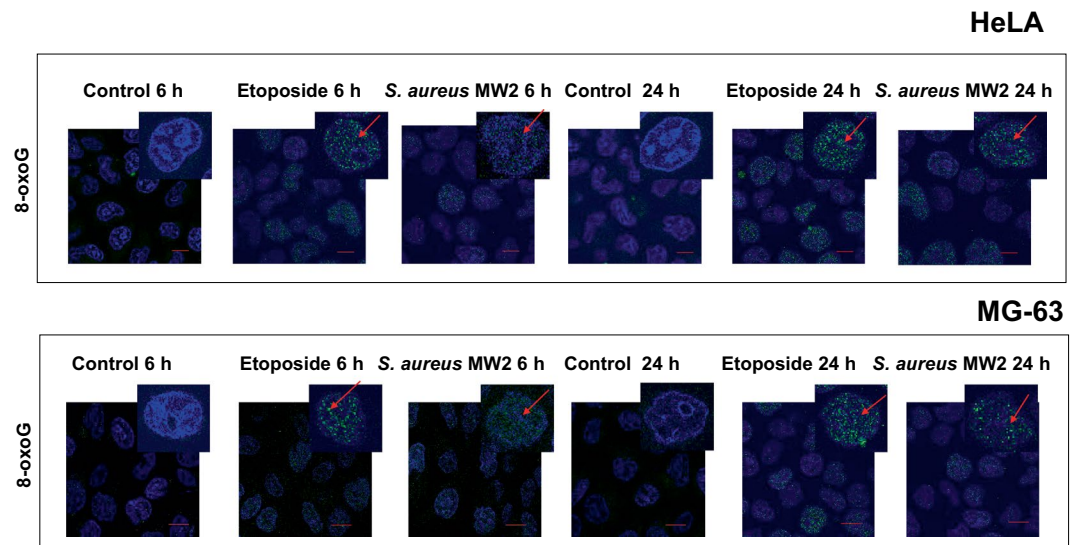 HeLA
Control 6 h Etoposide 6 h S. aureus MW2 6 h Control 24 h Etoposide 24 h S. aureus MW2 24 h
8-oxoG
MG-63
Control 6 h Etoposide 6 h S. aureus MW2 6 h Control 24 h Etoposide 24 h S. aureus MW2 24 h
8-oxoG